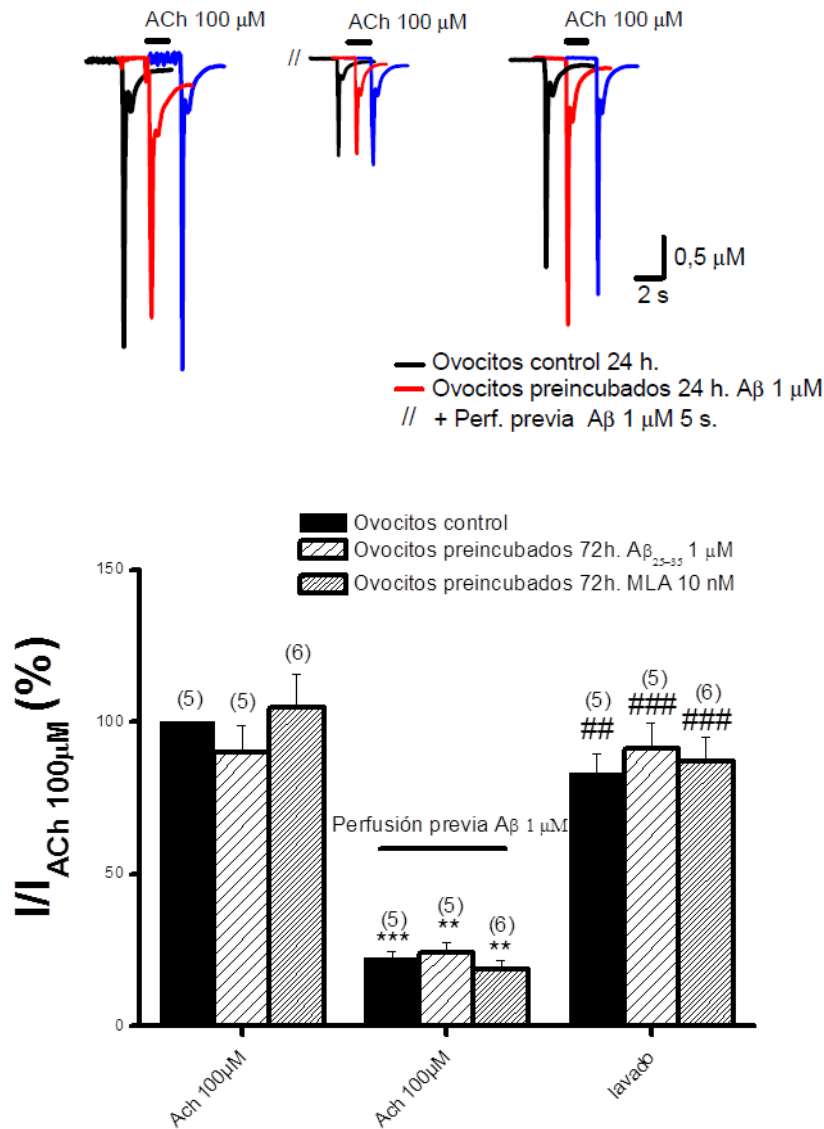 ACh 100 μM
ACh 100 μM
ACh 100 μM
//
0,5 μM
2 s
Ovocitos control 24 h.
Ovocitos preincubados 24 h. Aβ 1 μM
// + Perf. previa Aβ 1 μM 5 s.
Ovocitos control
Ovocitos preincubados 72h. Aβ25-35 1 μM
Ovocitos preincubados 72h. MLA 10 nM
I/I ACh 100μM (%)
150
100
50
0
(5)
(5)
(6)
Perfusión previa Aβ 1 μM
(5)
***
(5)
**
(6)
**
(5)
##
(5)
###
(6)
###
Ach 100μM
Ach 100μM
lavado